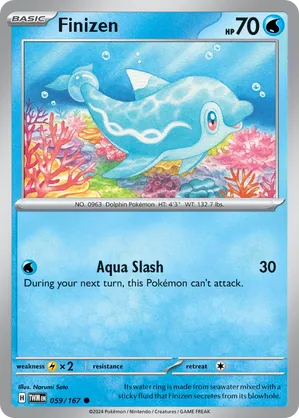 BASIC
Finizen
HP 70
NO. 0963 Dolphin Pokémon HT: 4'3" WT: 132.7 lbs.
Aqua Slash 30
During your next turn, this Pokémon can't attack.
weakness ×2 resistance retreat
Illus. Narumi Sato
H TWM EN 059/167
Its water ring is made from seawater mixed with a
sticky fluid that Finizen secretes from its blowhole.
©2024 Pokémon / Nintendo / Creatures / GAME FREAK